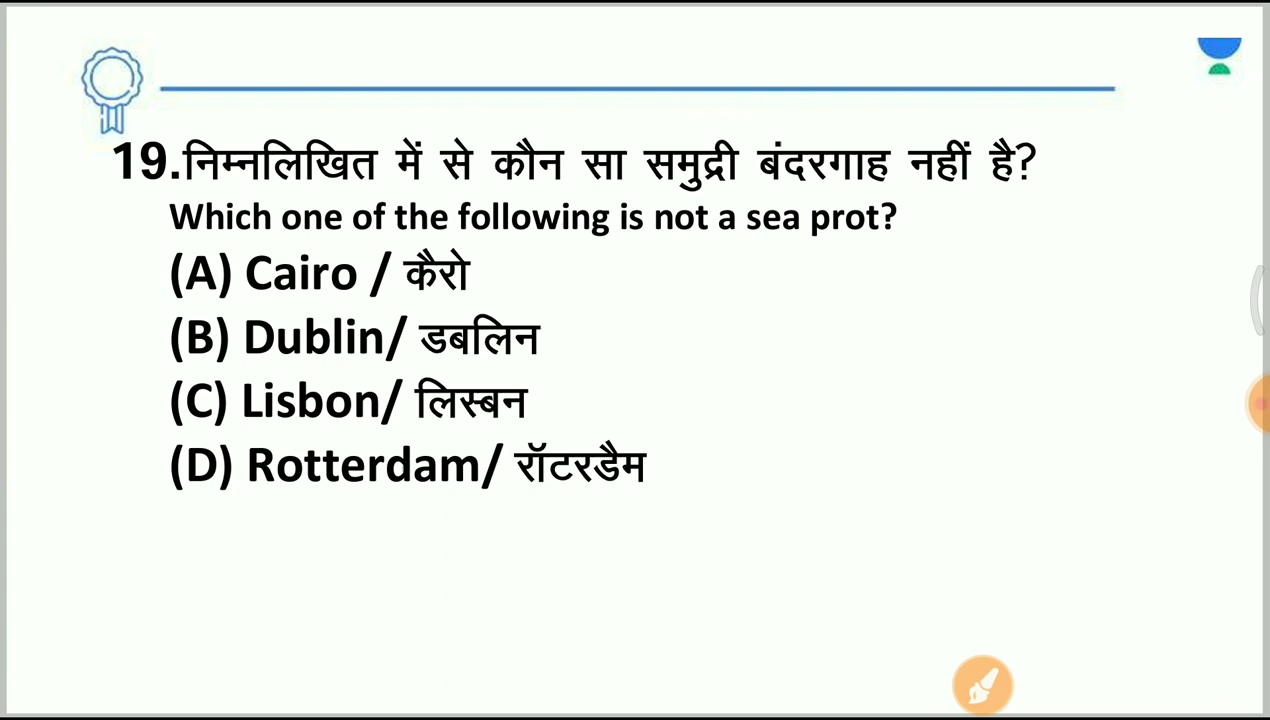 19.निम्नलिखित में से कौन सा समुद्री बंदरगाह नहीं है?
Which one of the following is not a sea prot?
(A) Cairo / कैरो
(B) Dublin/ डबलिन
(C) Lisbon/ लिस्बन
(D) Rotterdam/ रॉटरडैम